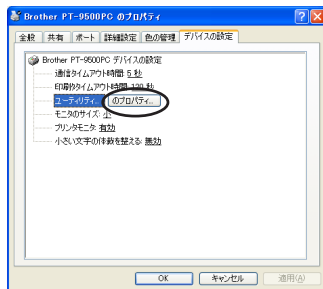 Brother PT-9500PC のプロパティ
全般 共有 ポート 詳細設定 色の管理 デバイスの設定
Brother PT-9500PC デバイスの設定
通信タイムアウト時間: 5 秒
印刷タイムアウト時間: 120 秒
ユーティリティ... のプロパティ...
モニタのサイズ: 小
プリンタモニタ: 有効
小さい文字の体裁を整える: 無効
OK キャンセル 適用(A)